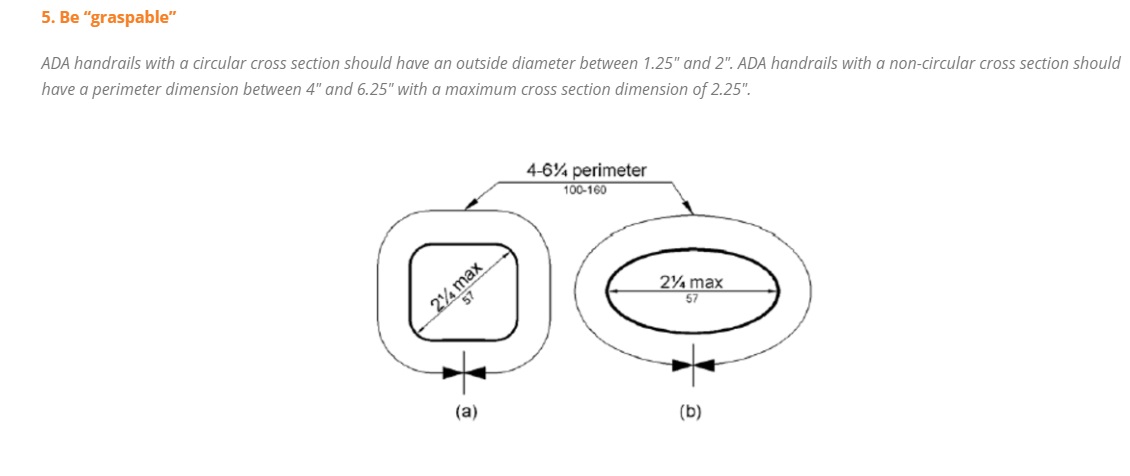 5. Be “graspable”
ADA handrails with a circular cross section should have an outside diameter between 1.25" and 2". ADA handrails with a non-circular cross section should
have a perimeter dimension between 4" and 6.25" with a maximum cross section dimension of 2.25".
4-6¼ perimeter
100-160
2¼ max
57
2¼ max
57
(a)
(b)